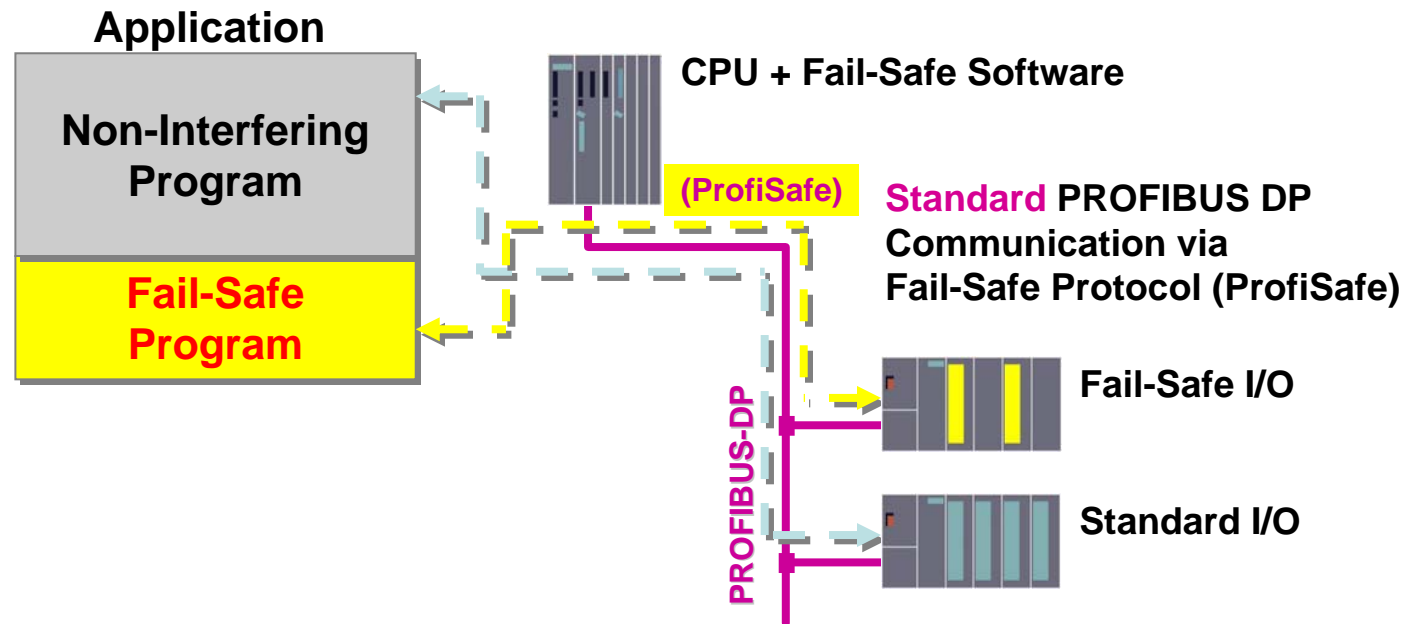 Application
Non-Interfering
Program
Fail-Safe
Program
CPU + Fail-Safe Software
(ProfiSafe)
Standard PROFIBUS DP
Communication via
Fail-Safe Protocol (ProfiSafe)
PROFIBUS-DP
Fail-Safe I/O
Standard I/O